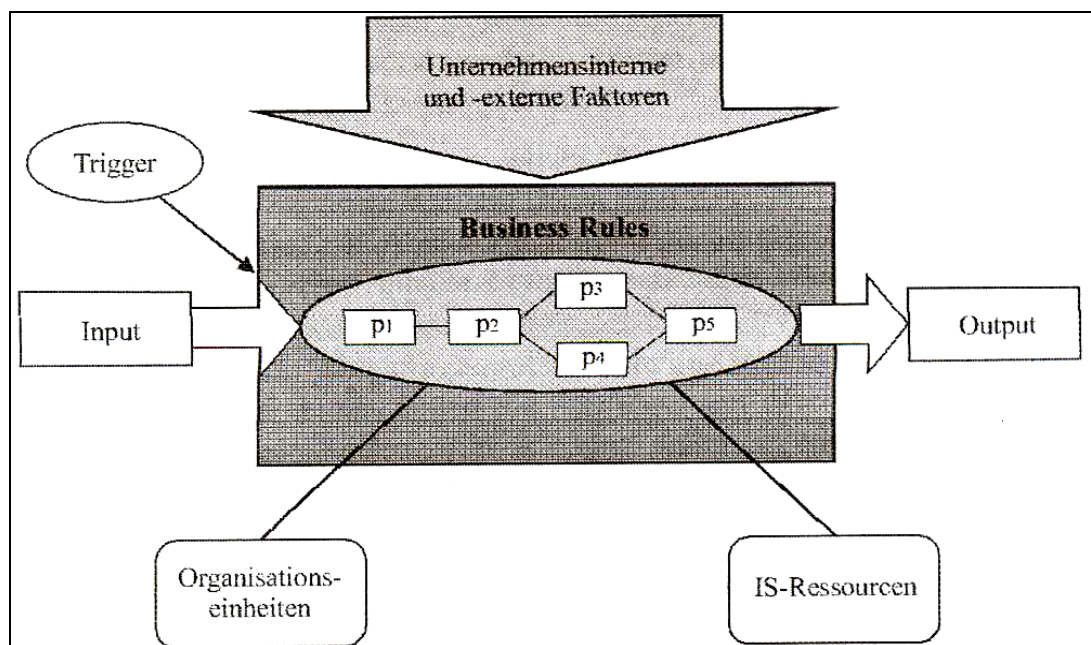 Unternehmensinterne
und -externe Faktoren
Trigger
Business Rules
Input
p1
p2
p3
p4
p5
Output
Organisations-
einheiten
IS-Ressourcen